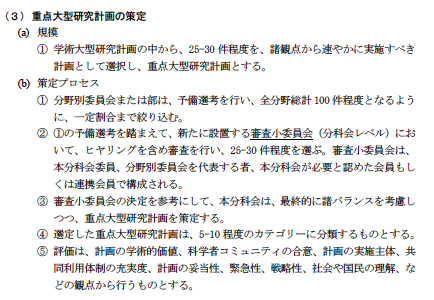 （３）重点大型研究計画の策定
(a) 規模
① 学術大型研究計画の中から、25-30 件程度を、諸観点から速やかに実施すべき
計画として選択し、重点大型研究計画とする。
(b) 策定プロセス
① 分野別委員会または部は、予備選考を行い、全分野総計 100 件程度となるよう
に、一定割合まで絞り込む。
② ①の予備選考を踏まえて、新たに設置する審査小委員会（分科会レベル）にお
いて、ヒヤリングを含め審査を行い、25-30 件程度を選ぶ。審査小委員会は、
本分科会委員、分野別委員会を代表する者、本分科会が必要と認めた会員もし
くは連携会員で構成される。
③ 審査小委員会の決定を参考にして、本分科会は、最終的に諸バランスを考慮し
つつ、重点大型研究計画を策定する。
④ 選定した重点大型研究計画は、5-10 程度のカテゴリーに分類するものとする。
⑤ 評価は、計画の学術的価値、科学者コミュニティの合意、計画の実施主体、共
同利用体制の充実度、計画の妥当性、緊急性、戦略性、社会や国民の理解、な
どの観点から行うものとする。